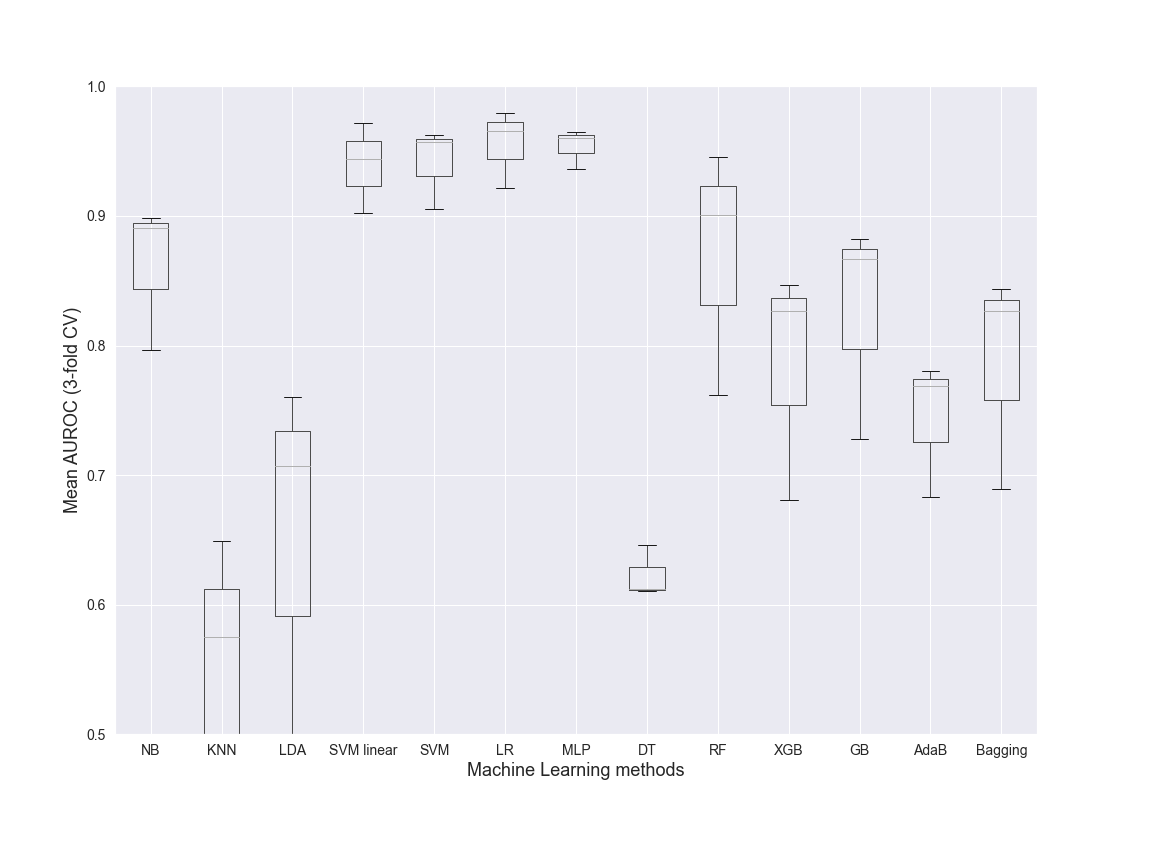 1.0
0.9
0.8
0.7
0.6
0.5
Mean AUROC (3-fold CV)
NB KNN LDA SVM linear SVM LR MLP DT RF XGB GB AdaB Bagging
Machine Learning methods